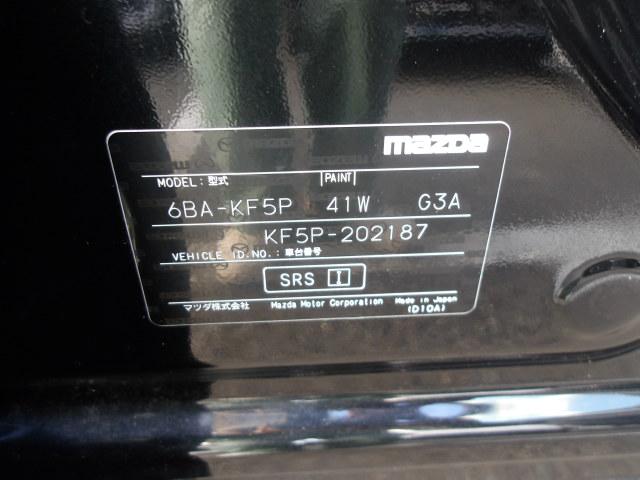 mazda
MODEL: 型式 PAINT
6BA-KF5P 41W G3A
KF5P-202187
VEHICLE ID.NO.: 車台番号
SRS I
マツダ株式会社 Mazda Motor Corporation Made in Japan
(D10A)